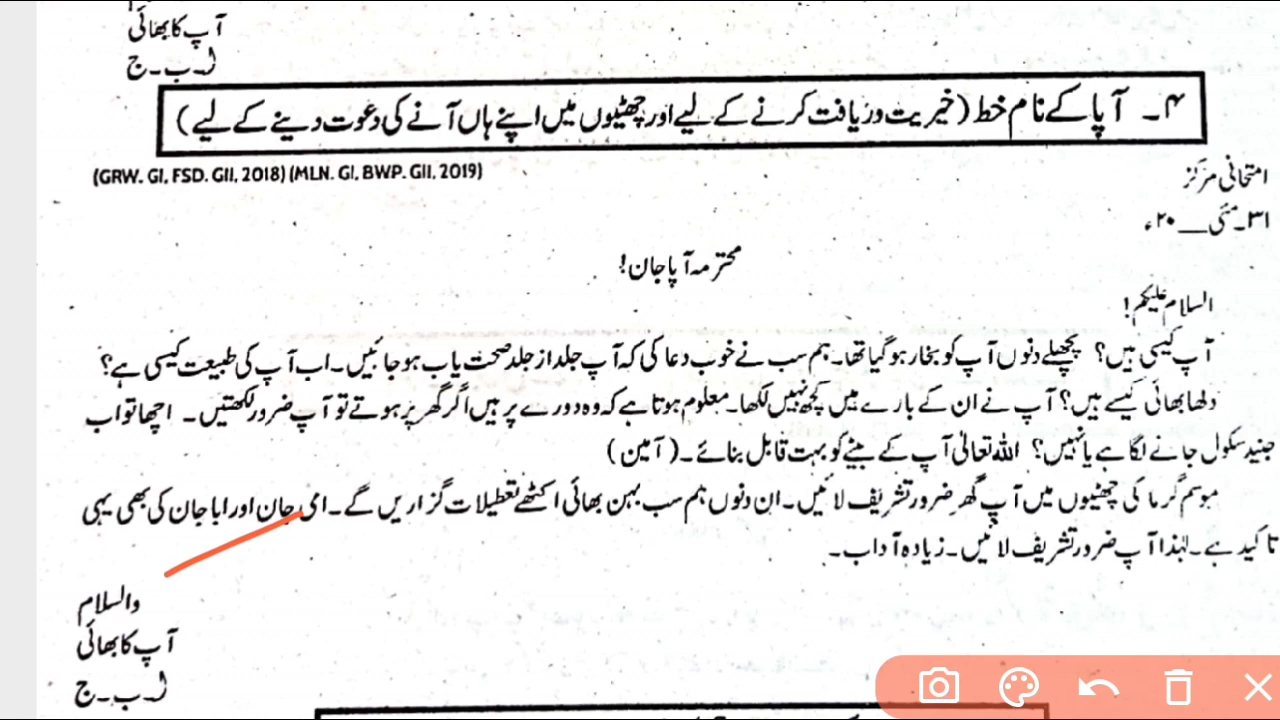 آپ کا بھائی
ا۔ ب۔ ج
۴۔ آپا کے نام خط (خیریت دریافت کرنے کے لیے اور چھٹیوں میں اپنے ہاں آنے کی دعوت دینے کے لیے)
(GRW. GI, FSD. GII, 2018) (MLN. GI, BWP. GII, 2019)
امتحانی مرکز
۳۱۔ مئی ___۲۰ء
محترمہ آپا جان!
السلام علیکم!
آپ کیسی ہیں؟ پچھلے دنوں آپ کو بخار ہو گیا تھا۔ ہم سب نے خوب دعا کی کہ آپ جلد از جلد صحت یاب ہو جائیں۔ اب آپ کی طبیعت کیسی ہے؟
دلھا بھائی کیسے ہیں؟ آپ نے ان کے بارے میں کچھ نہیں لکھا۔ معلوم ہوتا ہے کہ وہ دورے پر ہیں اگر گھر پر ہوتے تو آپ ضرور لکھتیں۔ اچھا تو اب
جنید سکول جانے لگا ہے یا نہیں؟ اللہ تعالیٰ آپ کے بیٹے کو بہت قابل بنائے۔ (آمین)
موسم گرما کی چھٹیوں میں آپ گھر ضرور تشریف لائیں۔ ان دنوں ہم سب بہن بھائی اکٹھے تعطیلات گزاریں گے۔ امی جان اور ابا جان کی بھی یہی
تاکید ہے۔ لہٰذا آپ ضرور تشریف لائیں۔ زیادہ آداب۔
والسلام
آپ کا بھائی
ا۔ ب۔ ج